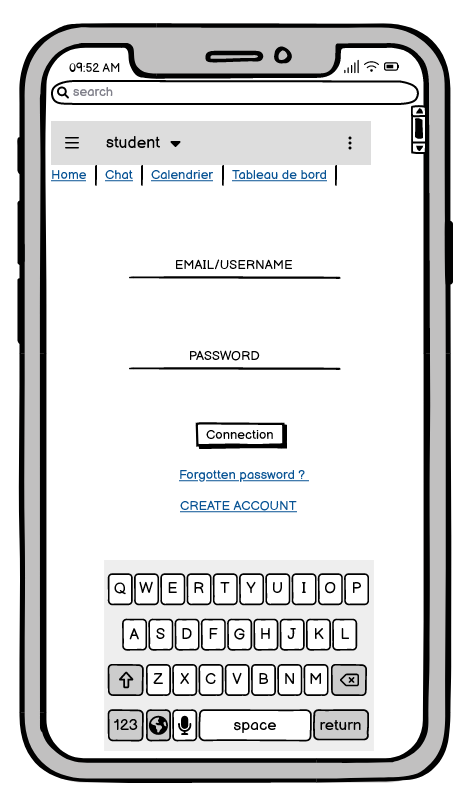 09:52 AM
search
student
Home Chat Calendrier Tableau de bord
EMAIL/USERNAME
PASSWORD
Connection
Forgotten password ?
CREATE ACCOUNT
Q W E R T Y U I O P
A S D F G H J K L
Z X C V B N M
123 space return